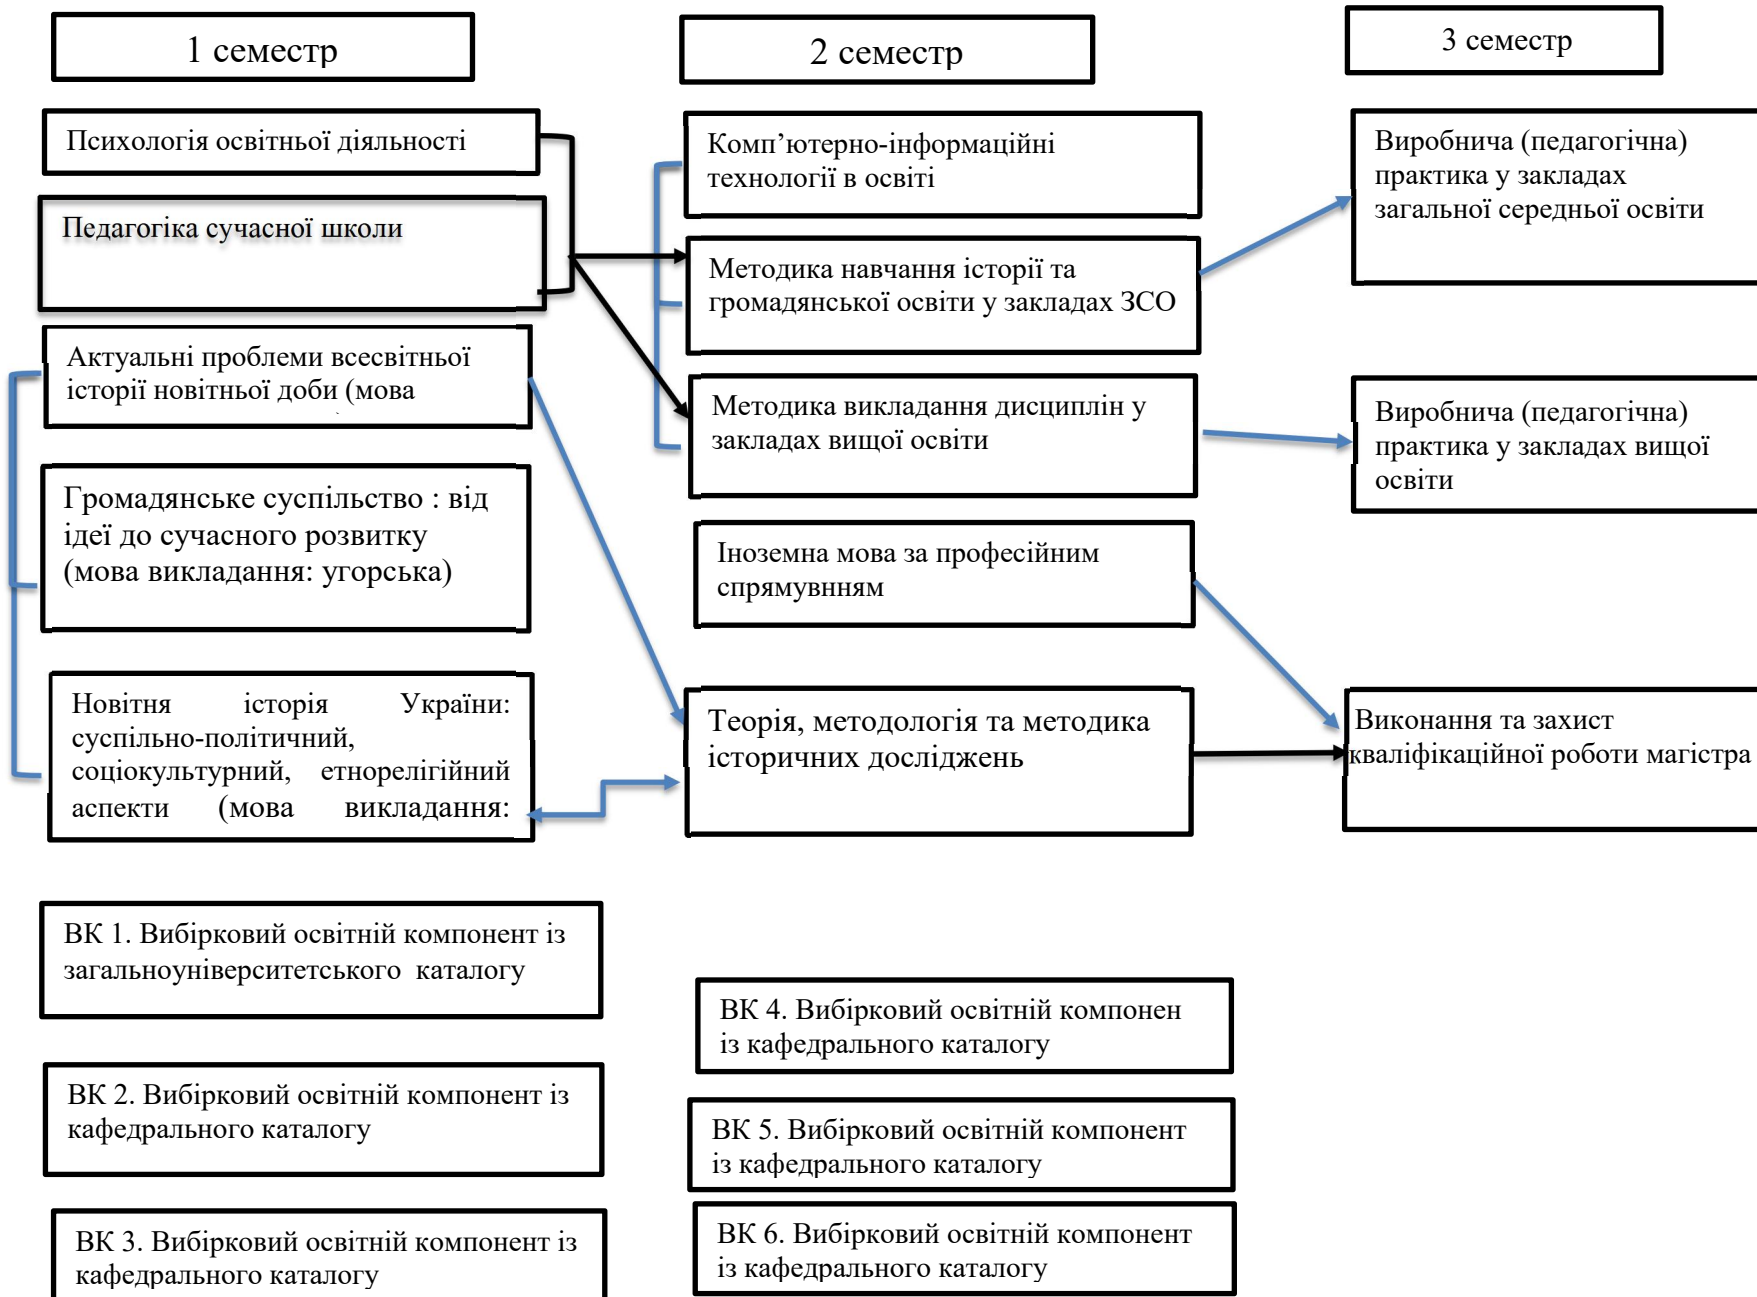 1 семестр
2 семестр
3 семестр
Психологія освітньої діяльності
Педагогіка сучасної школи
Актуальні проблеми всесвітньої
історії новітньої доби (мова
Громадянське суспільство : від
ідеї до сучасного розвитку
(мова викладання: угорська)
Новітня історія України:
суспільно-політичний,
соціокультурний, етнорелігійний
аспекти (мова викладання:
Комп’ютерно-інформаційні
технології в освіті
Методика навчання історії та
громадянської освіти у закладах ЗСО
Методика викладання дисциплін у
закладах вищої освіти
Іноземна мова за професійним
спрямувнням
Теорія, методологія та методика
історичних досліджень
Виробнича (педагогічна)
практика у закладах
загальної середньої освіти
Виробнича (педагогічна)
практика у закладах вищої
освіти
Виконання та захист
кваліфікаційної роботи магістра
ВК 1. Вибірковий освітній компонент із
загальноуніверситетського каталогу
ВК 2. Вибірковий освітній компонент із
кафедрального каталогу
ВК 3. Вибірковий освітній компонент із
кафедрального каталогу
ВК 4. Вибірковий освітній компонен
із кафедрального каталогу
ВК 5. Вибірковий освітній компонент
із кафедрального каталогу
ВК 6. Вибірковий освітній компонент
із кафедрального каталогу